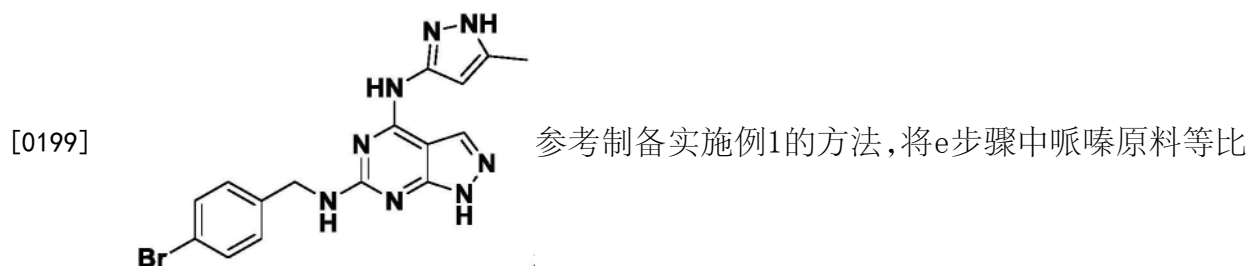 [0199] 参考制备实施例1的方法,将e步骤中哌嗪原料等比
N NH
HN
N N
N N N
H H
Br